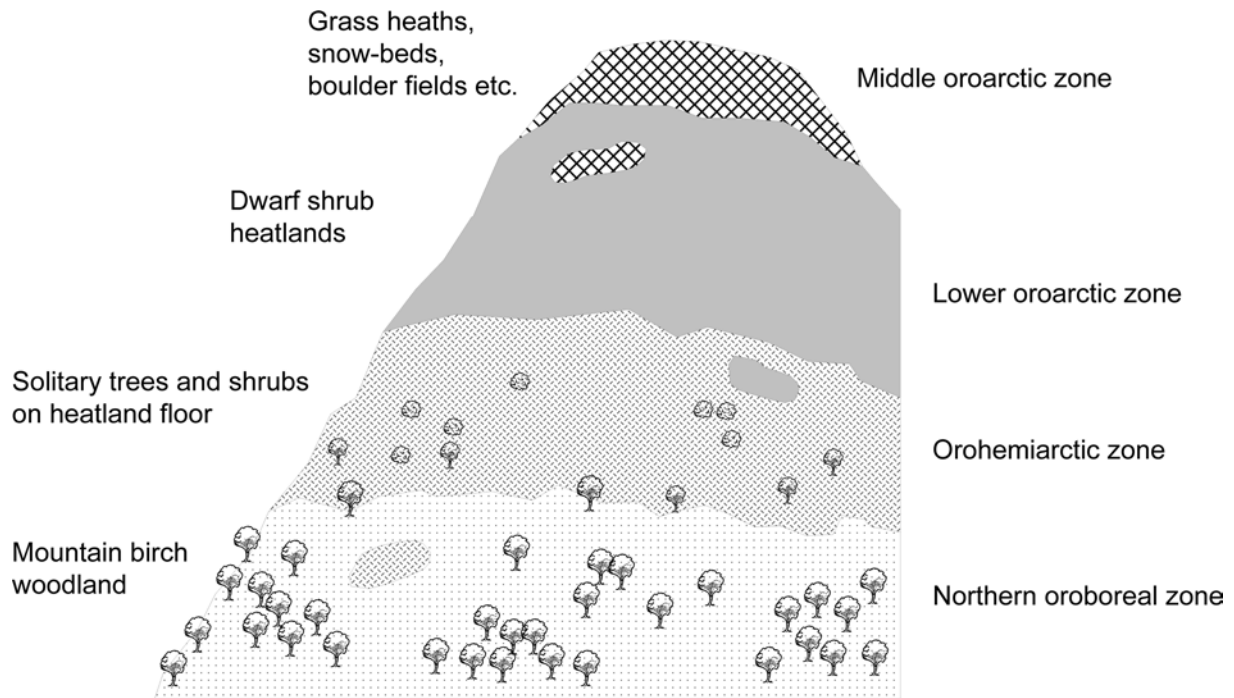 Grass heaths,
snow-beds,
boulder fields etc.
Middle oroarctic zone
Dwarf shrub
heatlands
Lower oroarctic zone
Solitary trees and shrubs
on heatland floor
Orohemiarctic zone
Mountain birch
woodland
Northern oroboreal zone